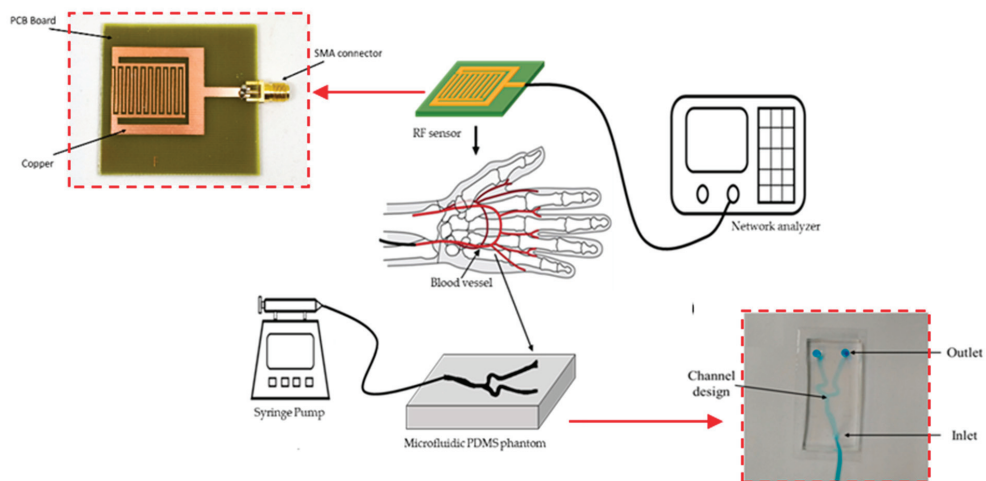 PCB Board
SMA connector
Copper
RF sensor
Network analyzer
Blood vessel
Syringe Pump
Microfluidic PDMS phantom
Outlet
Channel
design
Inlet